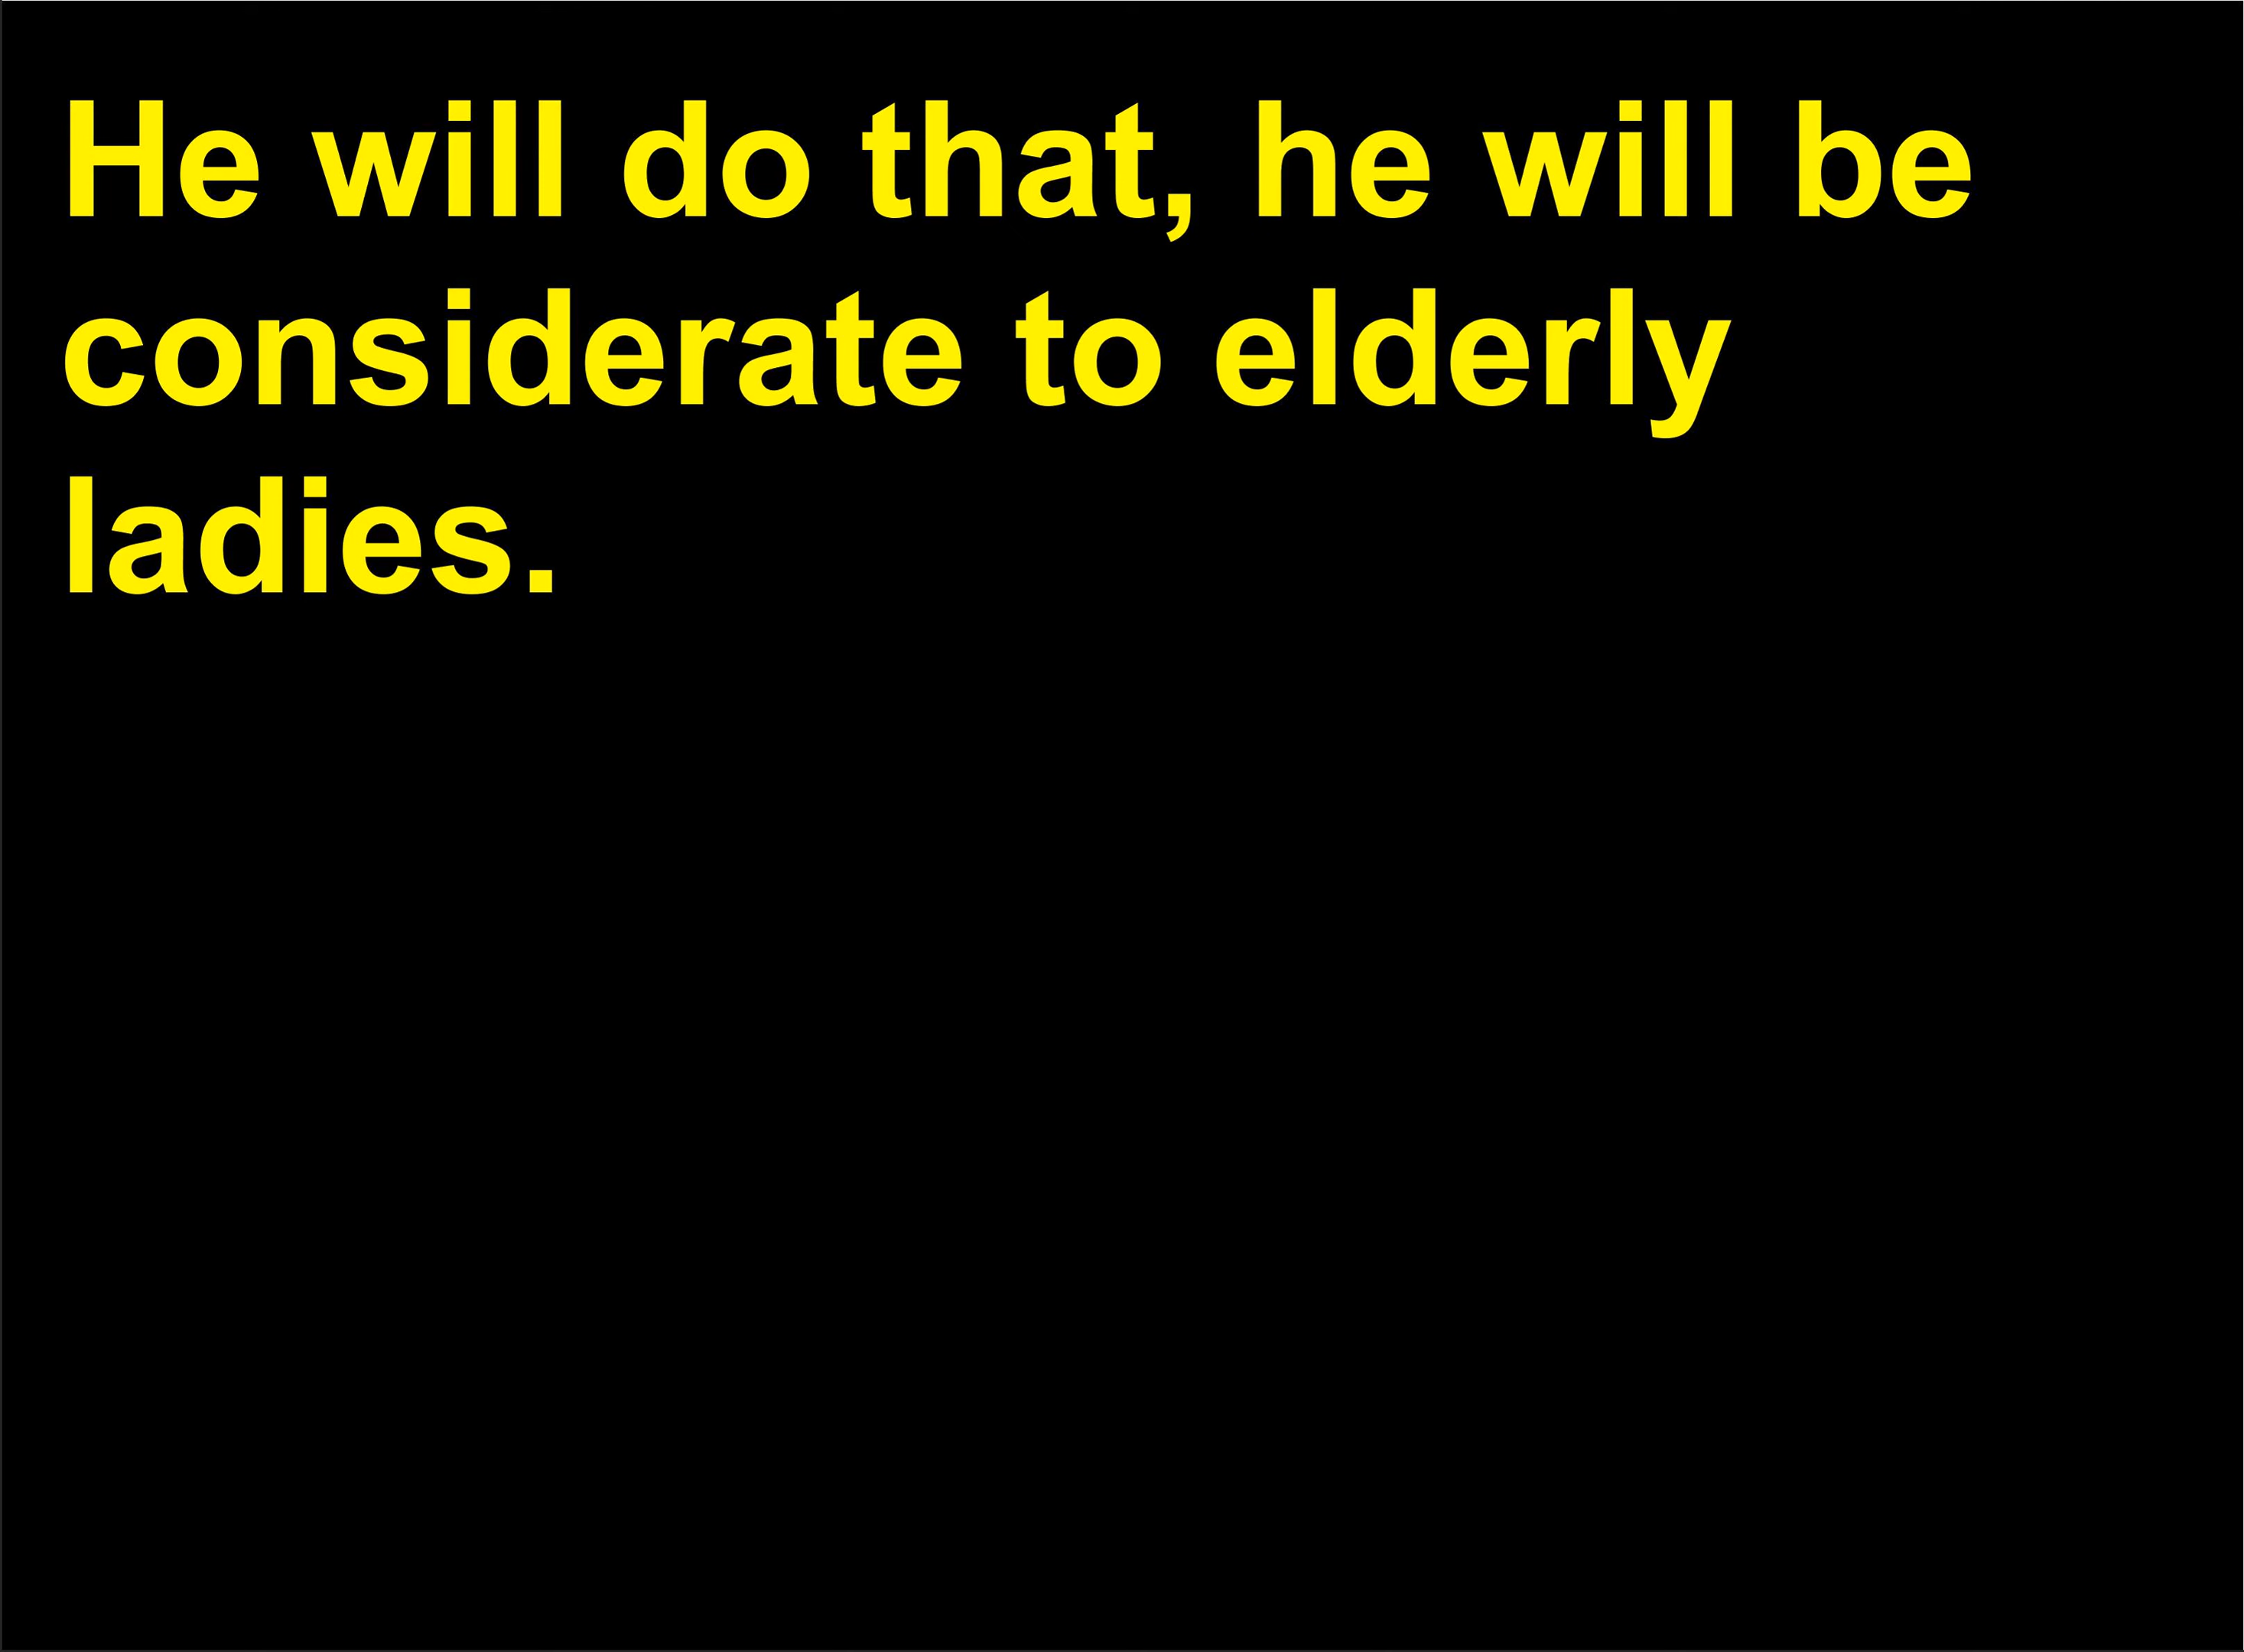 He will do that, he will be
considerate to elderly
ladies.